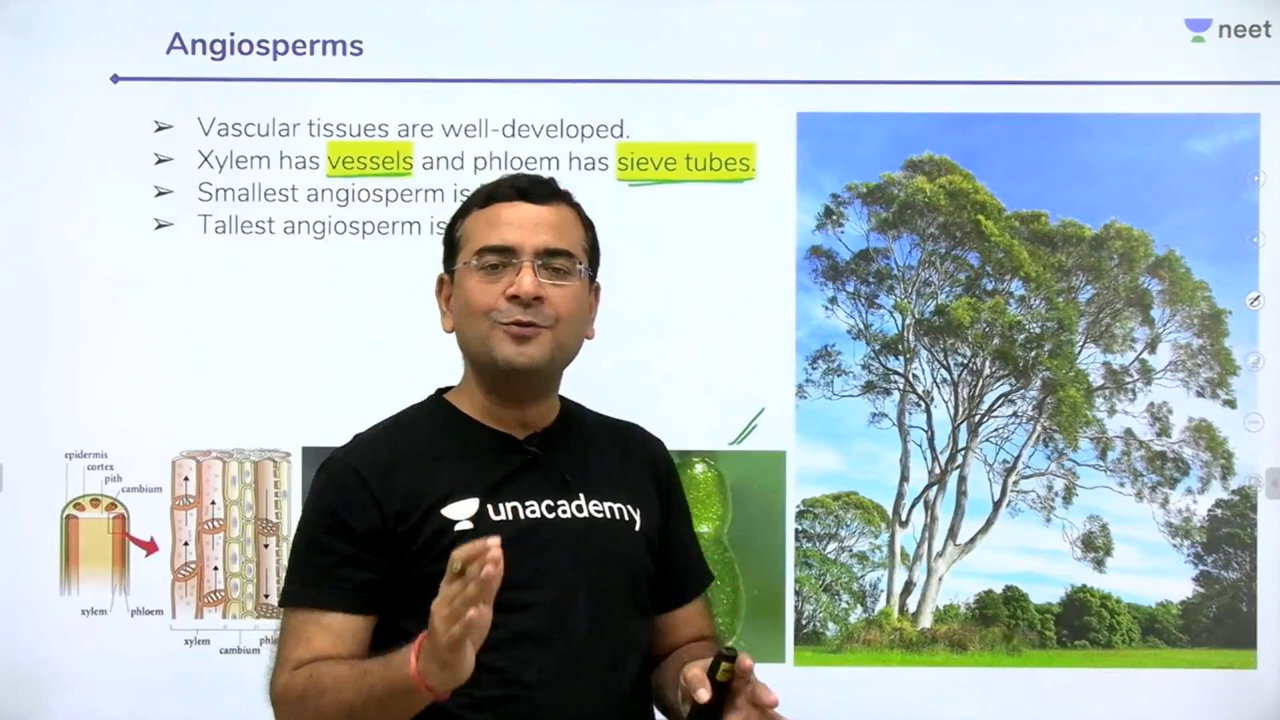 Angiosperms
neet
➢ Vascular tissues are well-developed.
➢ Xylem has vessels and phloem has sieve tubes.
➢ Smallest angiosperm is
➢ Tallest angiosperm is
epidermis
cortex
pith
cambium
xylem phloem
xylem
cambium
unacademy